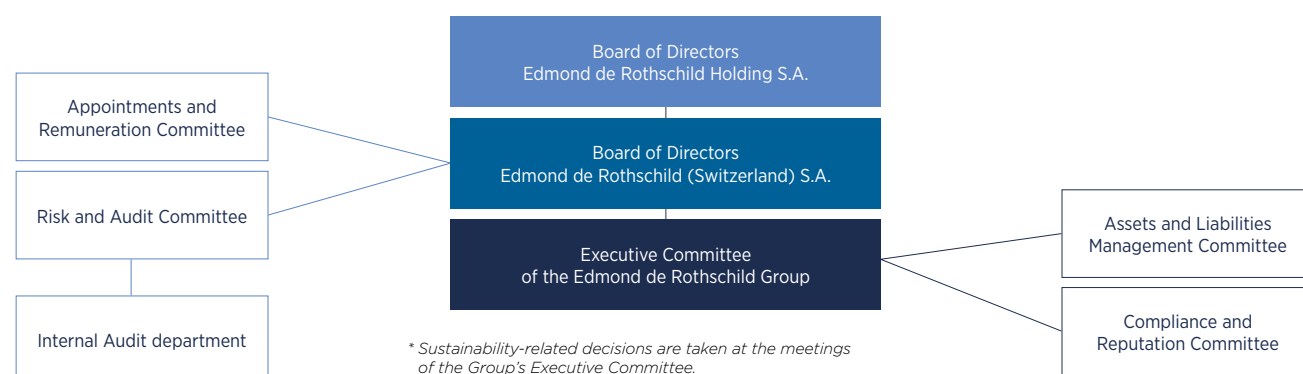 Board of Directors
Edmond de Rothschild Holding S.A.
Appointments and
Remuneration Committee
Board of Directors
Edmond de Rothschild (Switzerland) S.A.
Risk and Audit Committee
Assets and Liabilities
Management Committee
Executive Committee
of the Edmond de Rothschild Group
Internal Audit department
Compliance and
Reputation Committee
* Sustainability-related decisions are taken at the meetings
of the Group's Executive Committee.